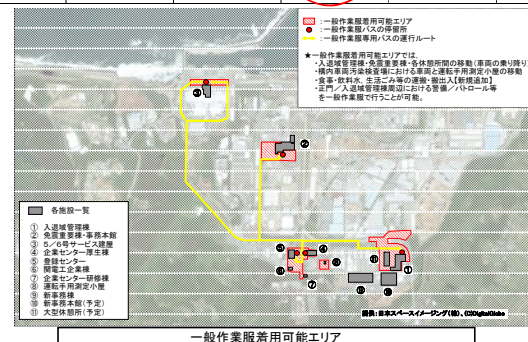 ：一般作業服着用可能エリア
：一般作業服バスの停留所
：一般作業服専用バスの運行ルート
★一般作業服着用可能エリアでは、
・入退域管理棟・免震重要棟・各休憩所間の移動（車両の乗り降り）
・構内車両汚染検査場における車両と運転手用測定小屋の移動
・食事・飲料水、生活ごみ等の運搬・搬出入【新規追加】
・正門／入退域管理棟周辺における警備／パトロール等
を一般作業服で行うことが可能。
③
②
⑤
④
⑥
⑦
⑪
①
各施設一覧
① 入退域管理棟
② 免震重要棟・事務本館
③ ５／６号サービス建屋
④ 企業センター厚生棟
⑤ 登録センター
⑥ 関電工企業棟
⑦ 企業センター研修棟
⑧ 運転手用測定小屋
⑨ 新事務棟
⑩ 新事務本館（予定）
⑪ 大型休憩所（予定）
提供：日本スペースイメージング（株）、(C)DigitalGlobe
一般作業服着用可能エリア